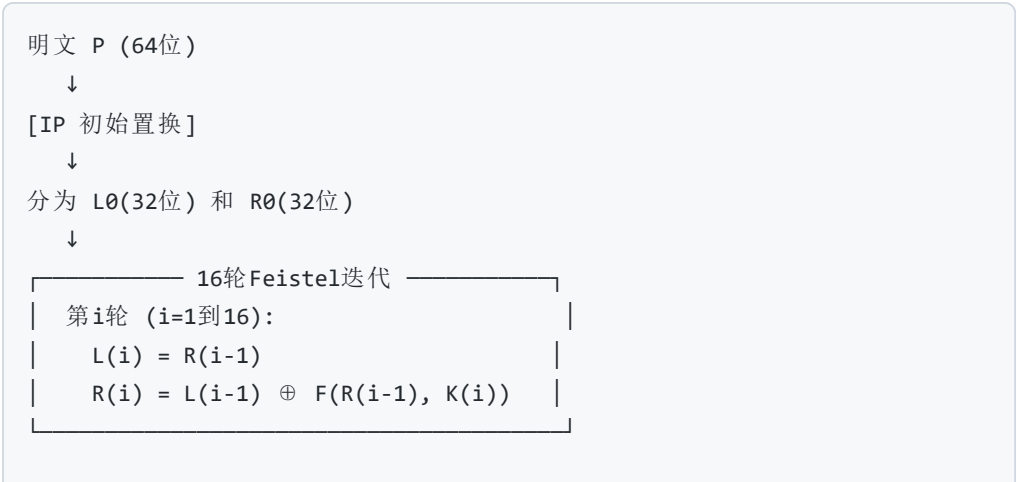 明文 P (64位)
↓
[IP 初始置换]
↓
分为 L0(32位) 和 R0(32位)
↓
┌─────────── 16轮Feistel迭代 ───────────┐
│  第i轮 (i=1到16):                      │
│    L(i) = R(i-1)                      │
│    R(i) = L(i-1) ⊕ F(R(i-1), K(i))   │
└───────────────────────────────────────┘